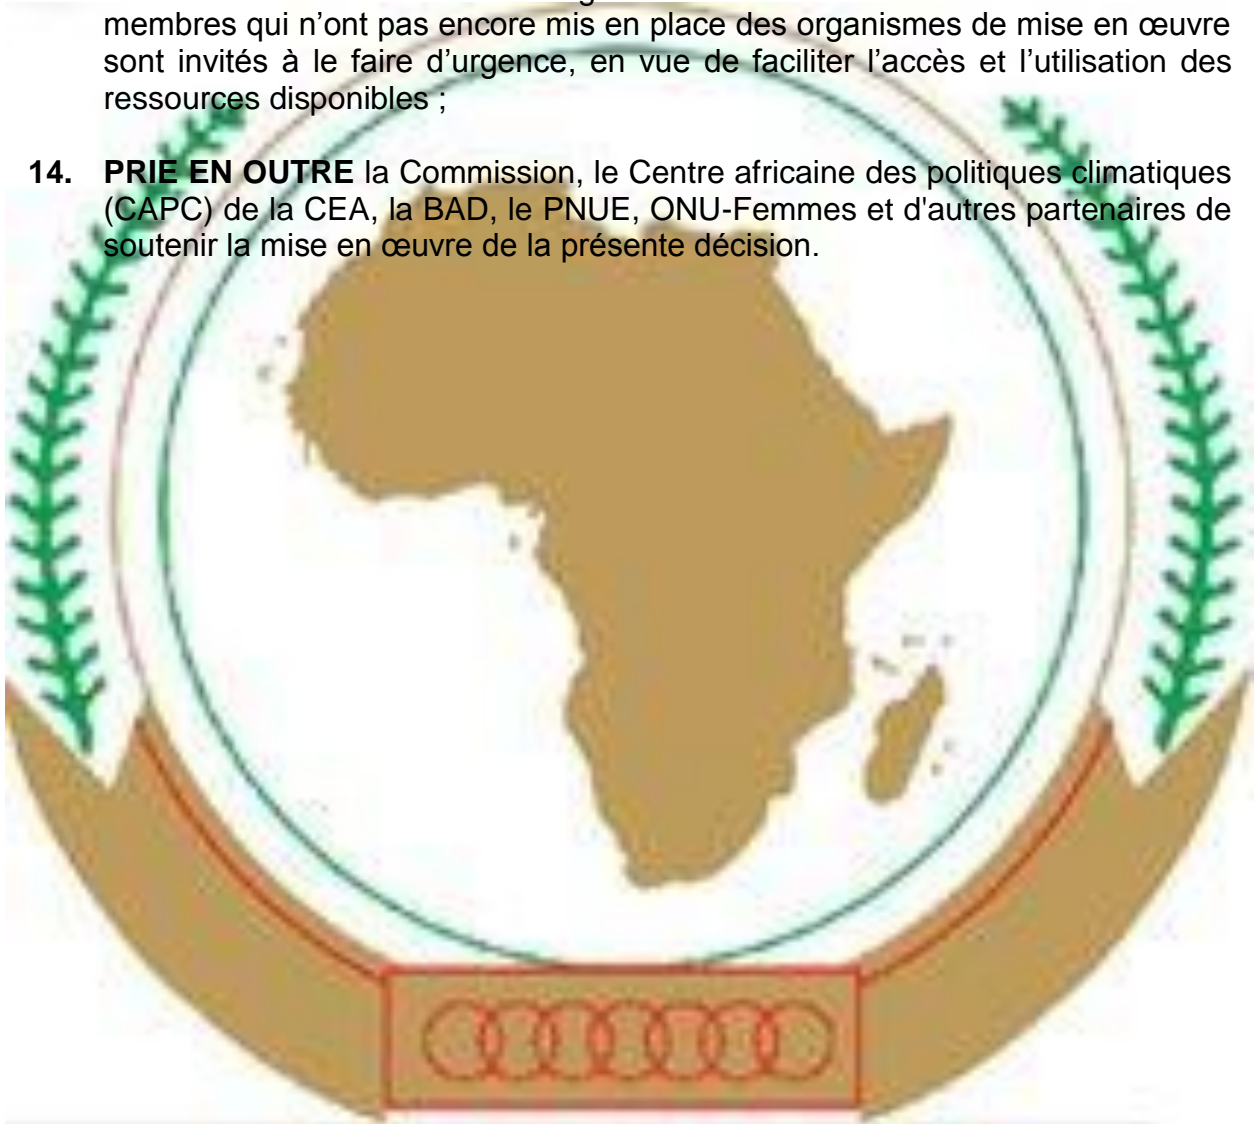 membres qui n’ont pas encore mis en place des organismes de mise en œuvre
sont invités à le faire d’urgence, en vue de faciliter l’accès et l’utilisation des
ressources disponibles ;
14. PRIE EN OUTRE la Commission, le Centre africaine des politiques climatiques
(CAPC) de la CEA, la BAD, le PNUE, ONU-Femmes et d'autres partenaires de
soutenir la mise en œuvre de la présente décision.